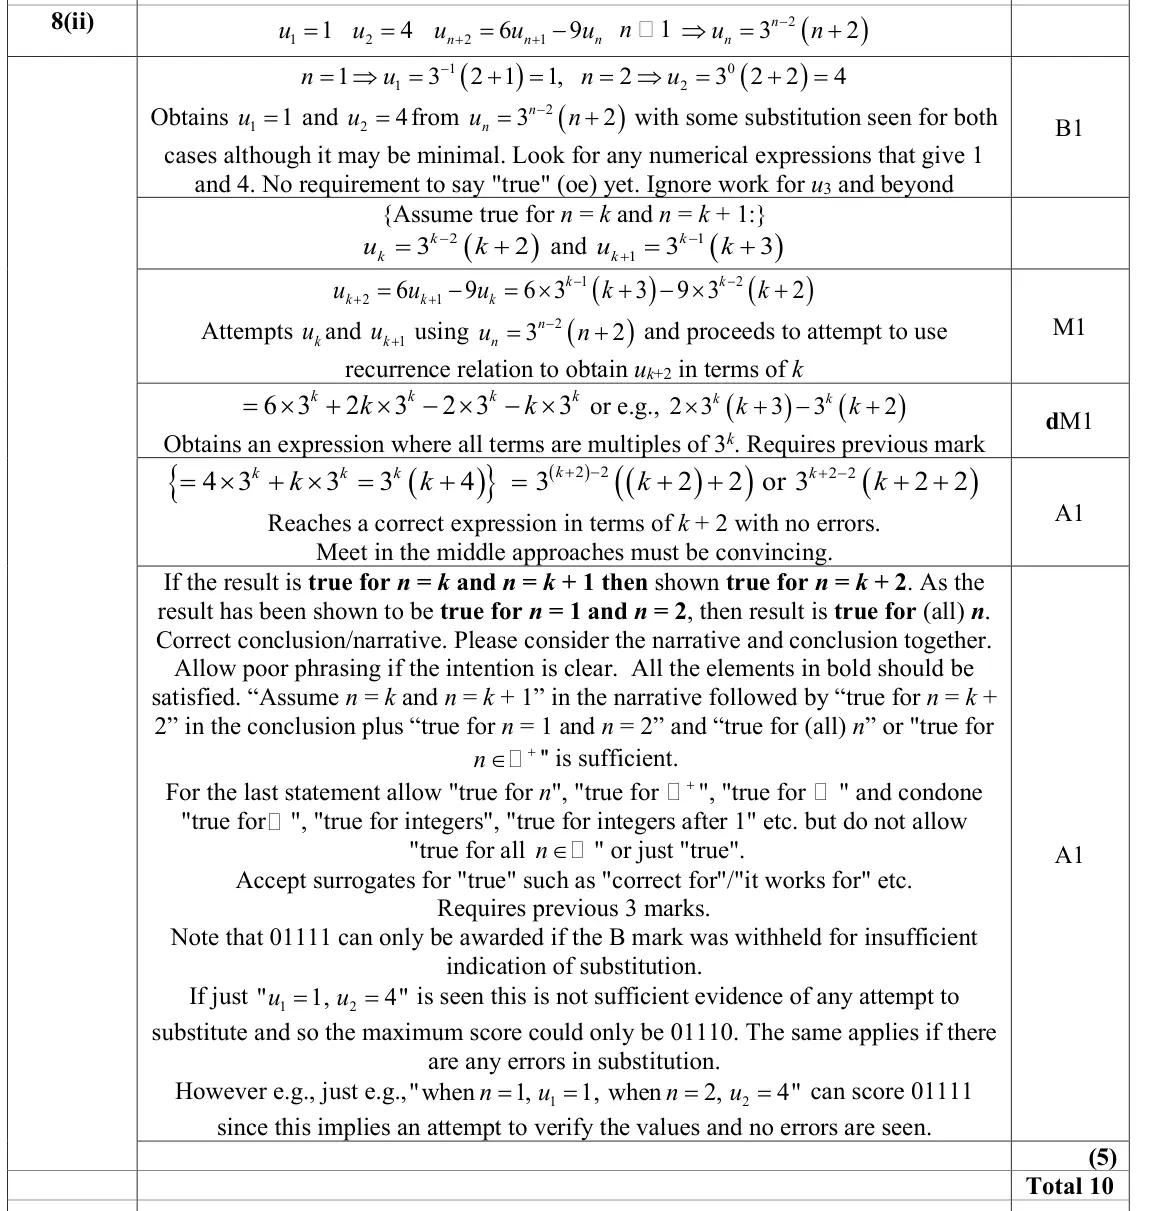 8(ii)
u₁ = 1 u₂ = 4 uₙ₊₂ = 6uₙ₊₁ − 9uₙ n □ 1 ⇒ uₙ = 3ⁿ⁻² (n + 2)
n = 1 ⇒ u₁ = 3⁻¹ (2 + 1) = 1, n = 2 ⇒ u₂ = 3⁰ (2 + 2) = 4
Obtains u₁ = 1 and u₂ = 4 from uₙ = 3ⁿ⁻² (n + 2) with some substitution seen for both
cases although it may be minimal. Look for any numerical expressions that give 1
and 4. No requirement to say "true" (oe) yet. Ignore work for u₃ and beyond
B1
{Assume true for n = k and n = k + 1:}
uₖ = 3ᵏ⁻² (k + 2) and uₖ₊₁ = 3ᵏ⁻¹ (k + 3)
uₖ₊₂ = 6uₖ₊₁ − 9uₖ = 6 × 3ᵏ⁻¹ (k + 3) − 9 × 3ᵏ⁻² (k + 2)
Attempts uₖ and uₖ₊₁ using uₙ = 3ⁿ⁻² (n + 2) and proceeds to attempt to use
recurrence relation to obtain uₖ₊₂ in terms of k
M1
= 6 × 3ᵏ + 2k × 3ᵏ − 2 × 3ᵏ − k × 3ᵏ or e.g., 2 × 3ᵏ (k + 3) − 3ᵏ (k + 2)
Obtains an expression where all terms are multiples of 3ᵏ. Requires previous mark
dM1
{= 4 × 3ᵏ + k × 3ᵏ = 3ᵏ (k + 4)} = 3⁽ᵏ⁺²⁾⁻² ((k + 2) + 2) or 3ᵏ⁺²⁻² (k + 2 + 2)
Reaches a correct expression in terms of k + 2 with no errors.
Meet in the middle approaches must be convincing.
A1
If the result is true for n = k and n = k + 1 then shown true for n = k + 2. As the
result has been shown to be true for n = 1 and n = 2, then result is true for (all) n.
Correct conclusion/narrative. Please consider the narrative and conclusion together.
Allow poor phrasing if the intention is clear. All the elements in bold should be
satisfied. “Assume n = k and n = k + 1” in the narrative followed by “true for n = k +
2” in the conclusion plus “true for n = 1 and n = 2” and “true for (all) n” or "true for
n ∈ □⁺" is sufficient.
For the last statement allow "true for n", "true for □⁺", "true for □ " and condone
"true for□ ", "true for integers", "true for integers after 1" etc. but do not allow
"true for all n ∈ □ " or just "true".
Accept surrogates for "true" such as "correct for"/"it works for" etc.
Requires previous 3 marks.
Note that 01111 can only be awarded if the B mark was withheld for insufficient
indication of substitution.
If just "u₁ = 1, u₂ = 4" is seen this is not sufficient evidence of any attempt to
substitute and so the maximum score could only be 01110. The same applies if there
are any errors in substitution.
However e.g., just e.g.,"when n = 1, u₁ = 1, when n = 2, u₂ = 4" can score 01111
since this implies an attempt to verify the values and no errors are seen.
A1
(5)
Total 10